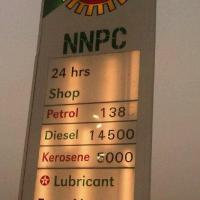 NNPC
24 hrs
Shop
Petrol 138
Diesel 14500
Kerosene 5000
Lubricant